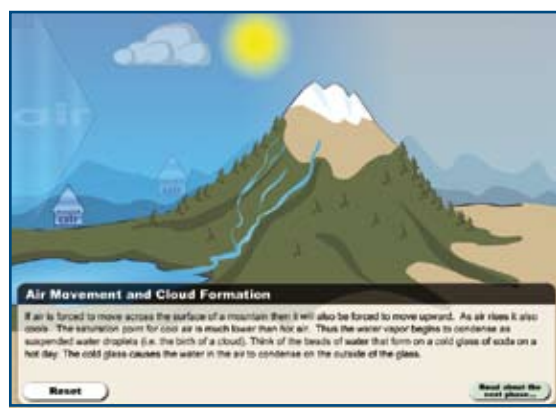 air
air
air
Air Movement and Cloud Formation
If air is forced to move across the surface of a mountain then it will also be forced to move upward. As air rises it also
cools. The saturation point for cool air is much lower than hot air. Thus the water vapor begins to condense as
suspended water droplets (i.e. the birth of a cloud). Think of the beads of water that form on a cold glass of soda on a
hot day. The cold glass causes the water in the air to condense on the outside of the glass.
Reset
Read about the
next phase...